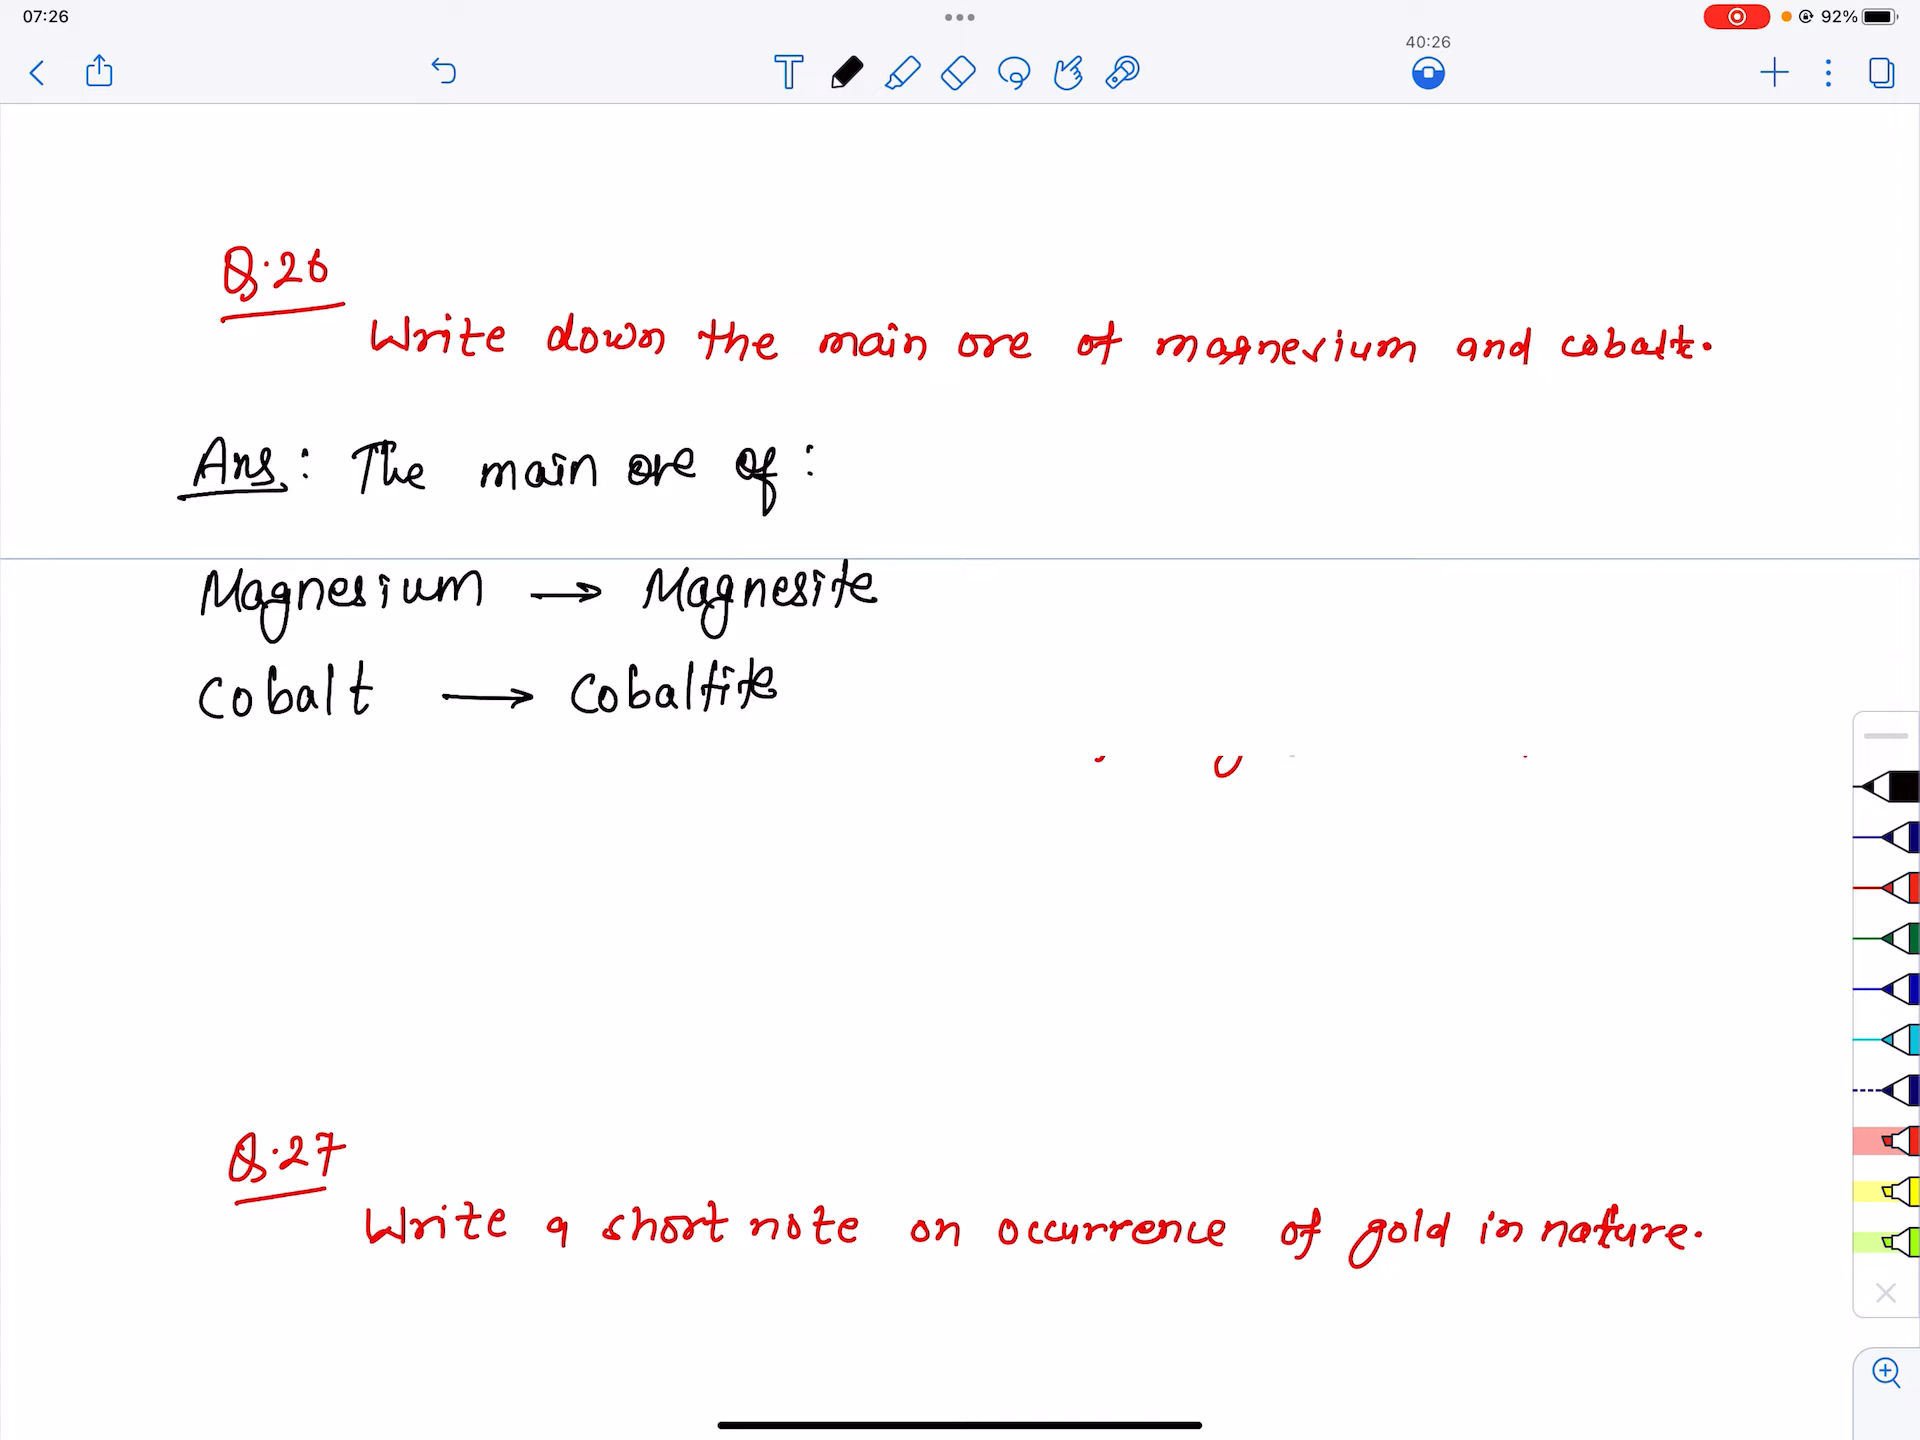 07:26
92%
40:26
Q.26
Write down the main ore of magnesium and cobalt.
Ans: The main ore of:
Magnesium → Magnesite
Cobalt → Cobaltite
Q.27
Write a short note on occurrence of gold in nature.